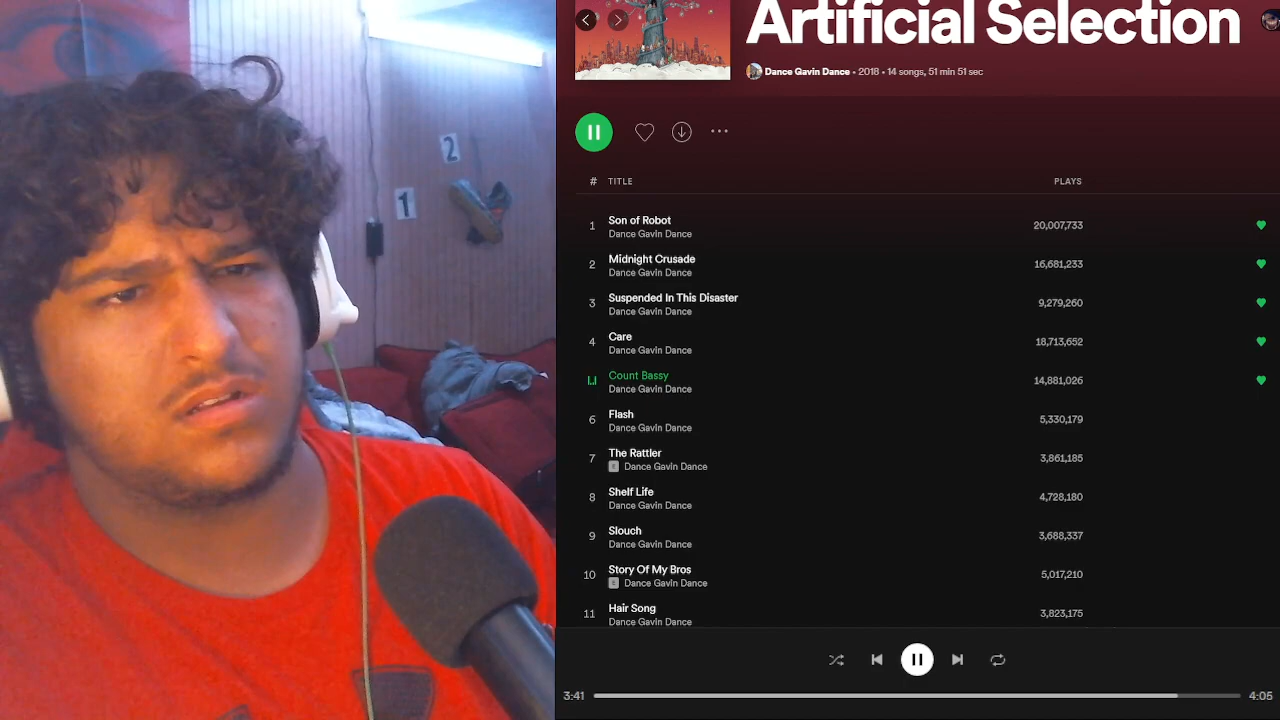 2
1
Artificial Selection
Dance Gavin Dance • 2018 • 14 songs, 51 min 51 sec
# TITLE PLAYS
1 Son of Robot 20,007,733
Dance Gavin Dance
2 Midnight Crusade 16,681,233
Dance Gavin Dance
3 Suspended In This Disaster 9,279,260
Dance Gavin Dance
4 Care 18,713,652
Dance Gavin Dance
Count Bassy 14,881,026
Dance Gavin Dance
6 Flash 5,330,179
Dance Gavin Dance
7 The Rattler 3,861,185
E Dance Gavin Dance
8 Shelf Life 4,728,180
Dance Gavin Dance
9 Slouch 3,688,337
Dance Gavin Dance
10 Story Of My Bros 5,017,210
E Dance Gavin Dance
11 Hair Song 3,823,175
Dance Gavin Dance
3:41 4:05